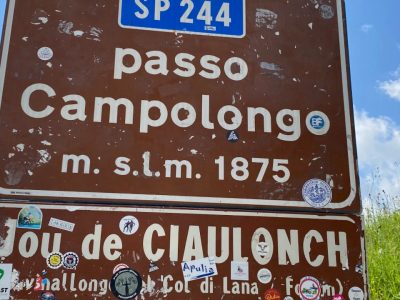 SP 244
passo
Campolongo
m. s.l.m. 1875
Jou de CIAULONCH
Col di Lana
Apulia